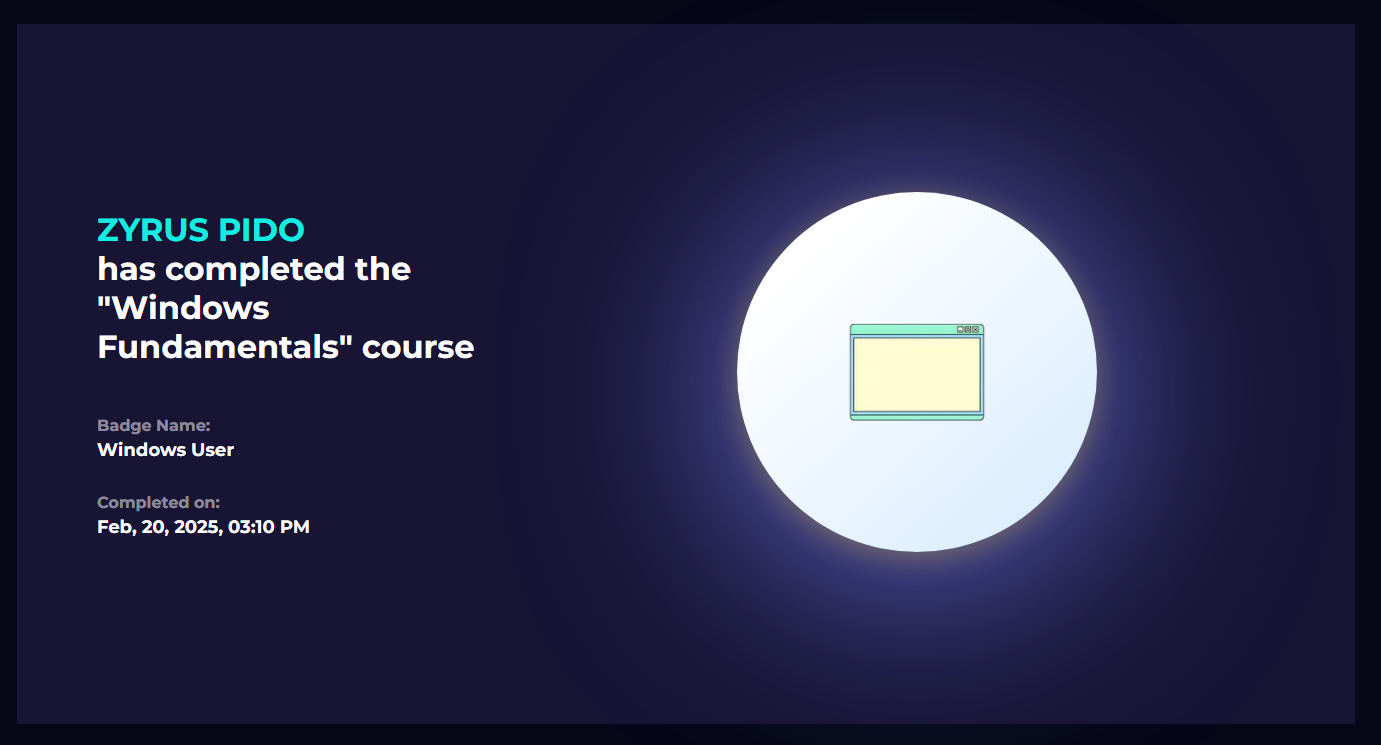 ZYRUS PIDO
has completed the
"Windows
Fundamentals" course
Badge Name:
Windows User
Completed on:
Feb, 20, 2025, 03:10 PM